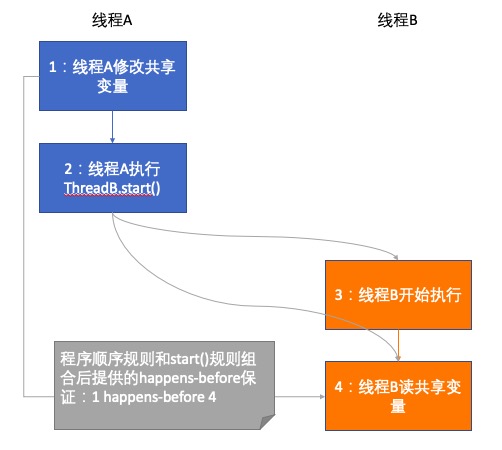 线程A
线程B
1：线程A修改共享
变量
2：线程A执行
ThreadB.start()
3：线程B开始执行
程序顺序规则和start()规则组
合后提供的happens-before保
证：1 happens-before 4
4：线程B读共享变
量